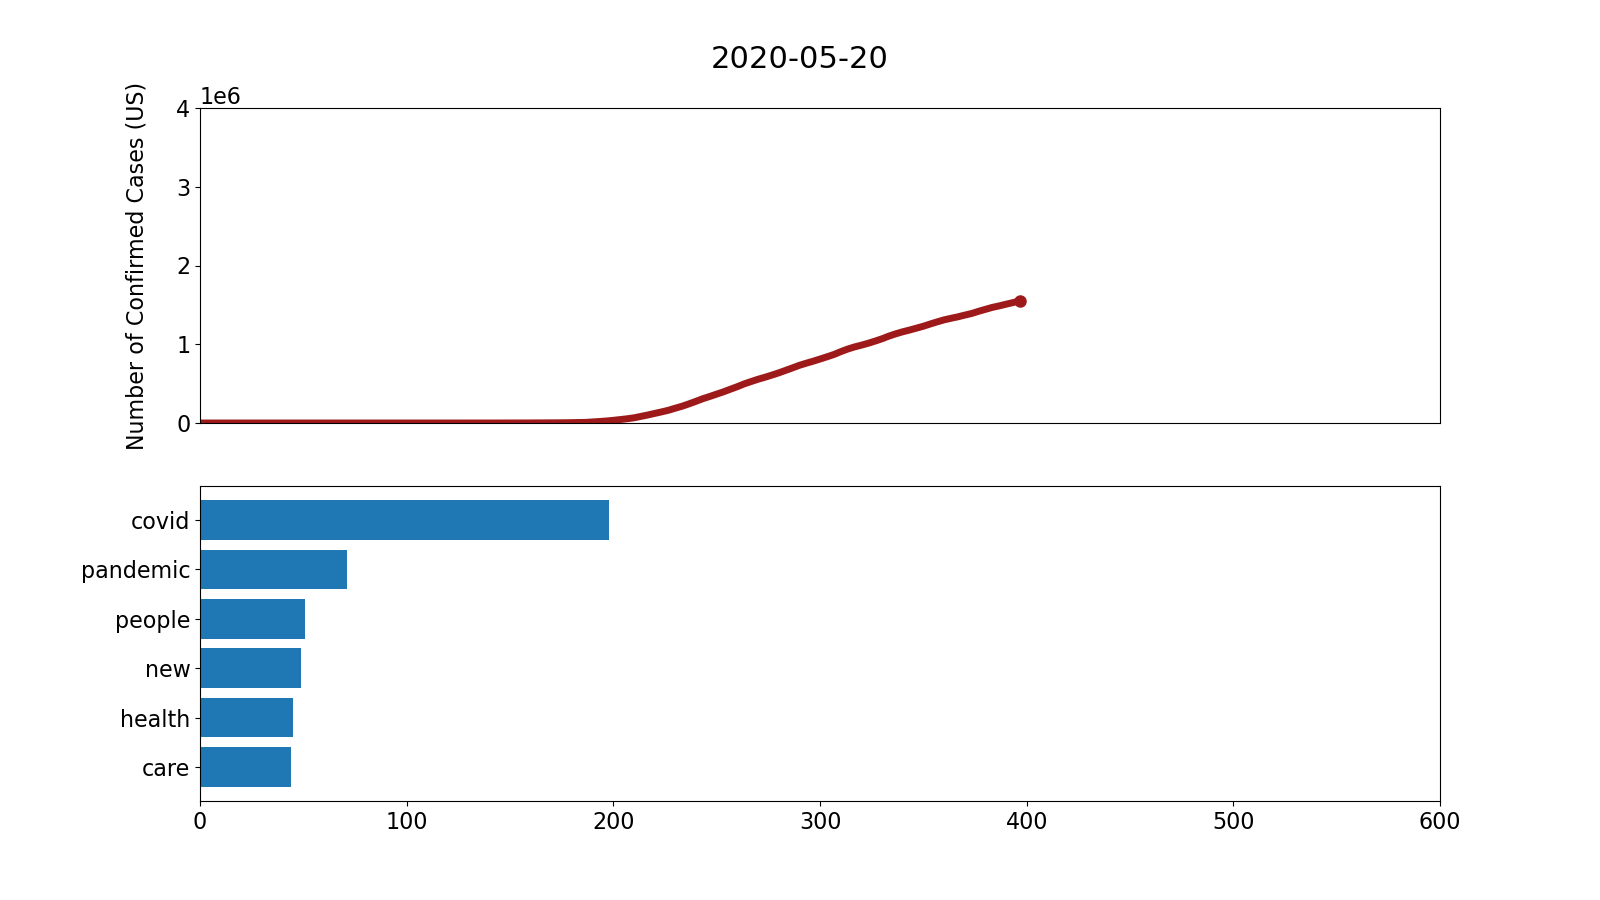 2020-05-20
1e6
Number of Confirmed Cases (US)
4
3
2
1
0
covid
pandemic
people
new
health
care
0 100 200 300 400 500 600